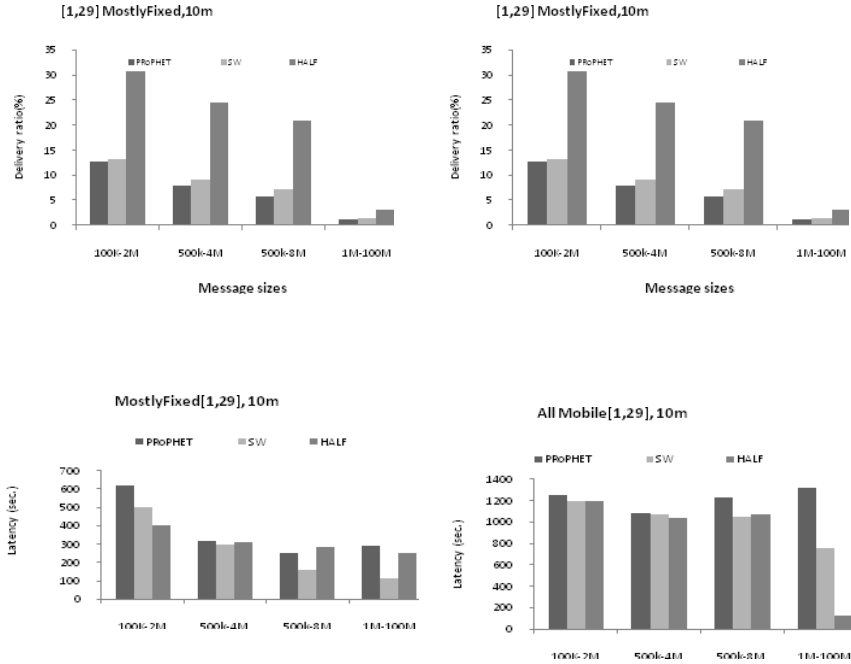 [1,29] MostlyFixed,10m
PRoPHET SW HALF
Delivery ratio(%)
35
30
25
20
15
10
5
0
100K-2M 500k-4M 500k-8M 1M-100M
Message sizes
[1,29] MostlyFixed,10m
PRoPHET SW HALF
Delivery ratio(%)
35
30
25
20
15
10
5
0
100K-2M 500k-4M 500k-8M 1M-100M
Message sizes
MostlyFixed[1,29], 10m
PRoPHET SW HALF
Latency (sec.)
700
600
500
400
300
200
100
0
100K-2M 500k-4M 500k-8M 1M-100M
All Mobile[1,29], 10m
PRoPHET SW HALF
Latency (sec.)
1400
1200
1000
800
600
400
200
0
100K-2M 500k-4M 500k-8M 1M-100M